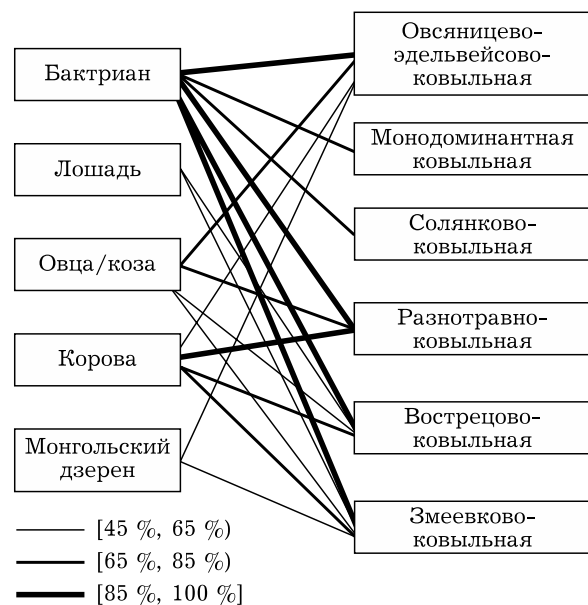 Бактриан
Лошадь
Овца/коза
Корова
Монгольский
дзерен
Овсяницево-
эдельвейсово-
ковыльная
Монодоминантная
ковыльная
Солянково-
ковыльная
Разнотравно-
ковыльная
Вострецово-
ковыльная
Змеевково-
ковыльная
[45 %, 65 %)
[65 %, 85 %)
[85 %, 100 %]